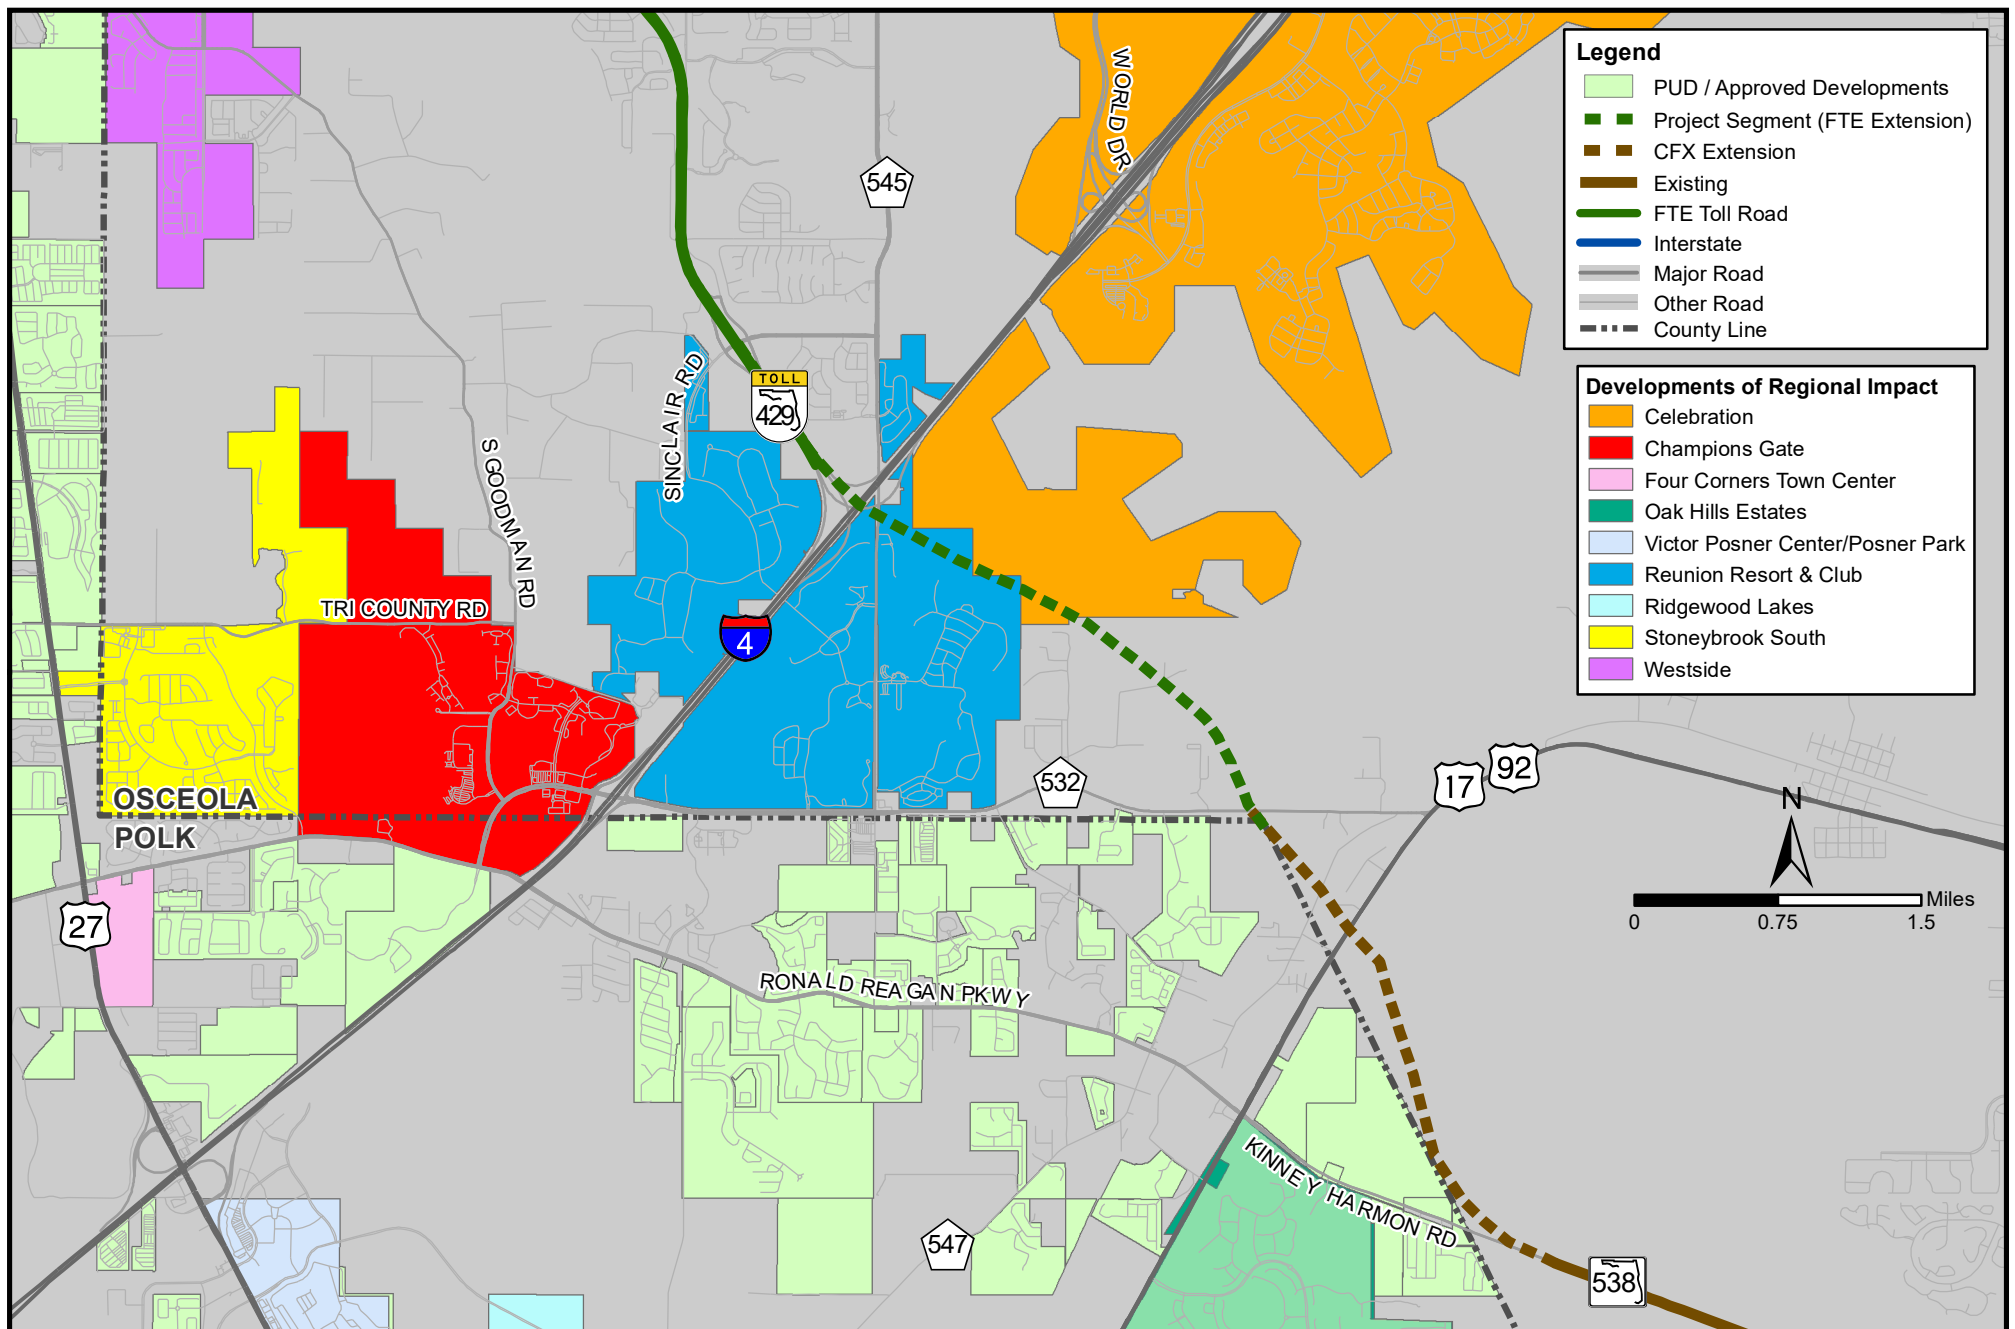 Legend
PUD / Approved Developments
Project Segment (FTE Extension)
CFX Extension
Existing
FTE Toll Road
Interstate
Major Road
Other Road
County Line
Developments of Regional Impact
Celebration
Champions Gate
Four Corners Town Center
Oak Hills Estates
Victor Posner Center/Posner Park
Reunion Resort & Club
Ridgewood Lakes
Stoneybrook South
Westside
WORLD DR
545
SINCLAIR RD
TOLL
429
S GOODMAN RD
TRI COUNTY RD
4
532
17
92
OSCEOLA
POLK
N
Miles
0
0.75
1.5
27
RONALD REAGAN PKWY
KINNEY HARMON RD
547
538